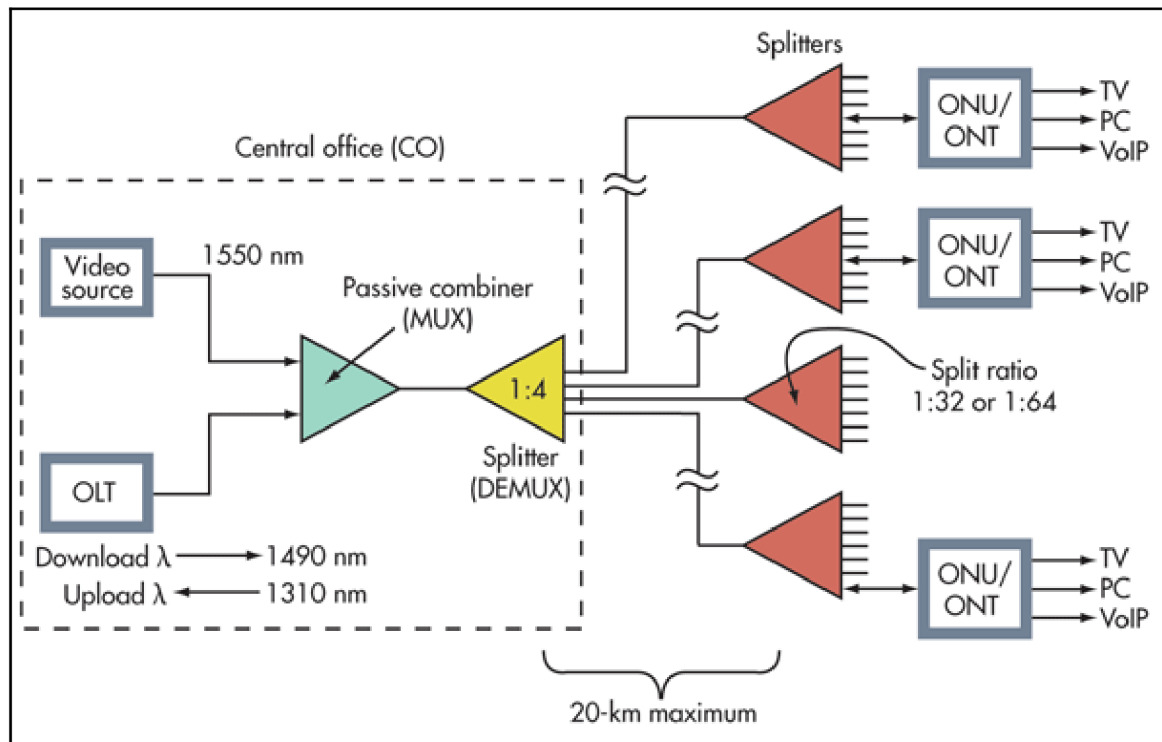 Splitters
ONU/
ONT
TV
PC
VoIP
Central office (CO)
Video
source
1550 nm
Passive combiner
(MUX)
ONU/
ONT
TV
PC
VoIP
1:4
Split ratio
1:32 or 1:64
Splitter
(DEMUX)
OLT
Download λ
1490 nm
Upload λ
1310 nm
ONU/
ONT
TV
PC
VoIP
20-km maximum